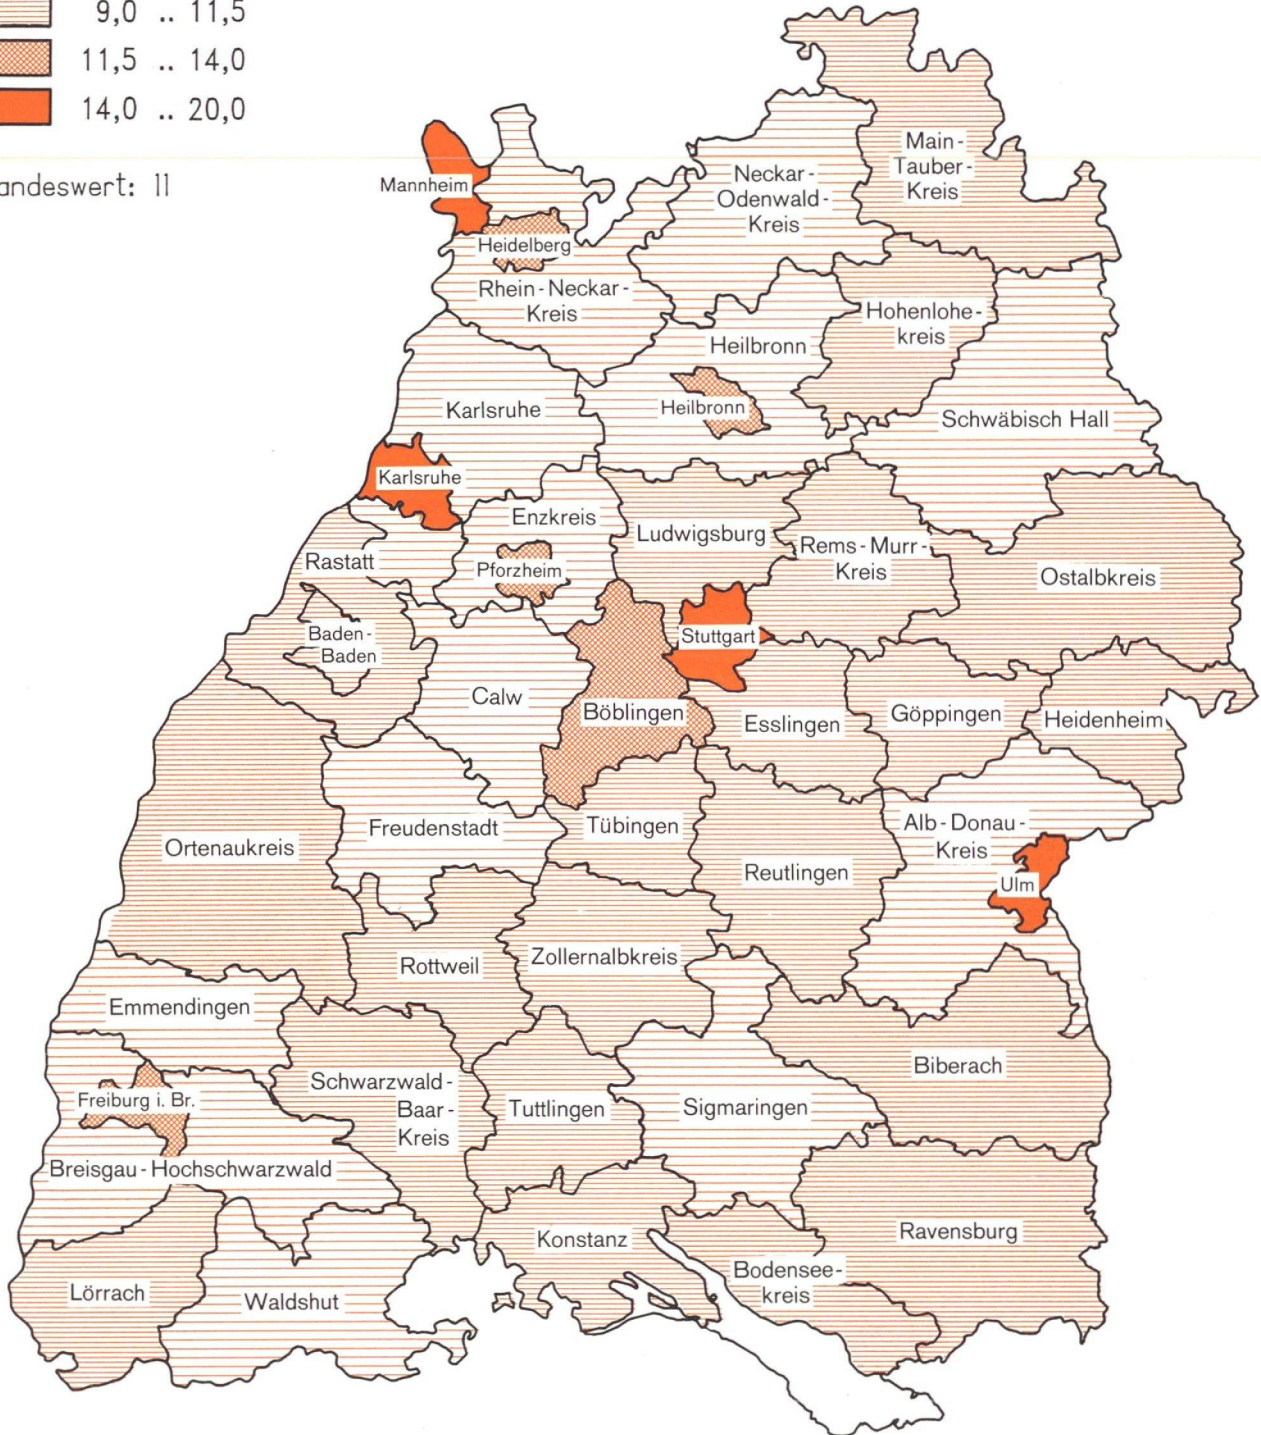 9,0 .. 11,5
11,5 .. 14,0
14,0 .. 20,0
andeswert: 11
Main-
Tauber-
Kreis
Neckar-
Odenwald-
Kreis
Mannheim
Heidelberg
Rhein-Neckar-
Kreis
Hohenlohe-
kreis
Heilbronn
Karlsruhe
Heilbronn
Schwäbisch Hall
Karlsruhe
Enzkreis
Ludwigsburg
Rems-Murr-
Kreis
Rastatt
Pforzheim
Ostalbkreis
Baden-
Baden
Stuttgart
Calw
Böblingen
Esslingen
Göppingen
Heidenheim
Freudenstadt
Tübingen
Alb-Donau-
Kreis
Ortenaukreis
Reutlingen
Ulm
Rottweil
Zollernalbkreis
Emmendingen
Biberach
Schwarzwald-
Baar-
Kreis
Freiburg i. Br.
Tuttlingen
Sigmaringen
Breisgau-Hochschwarzwald
Konstanz
Ravensburg
Bodensee-
kreis
Lörrach
Waldshut